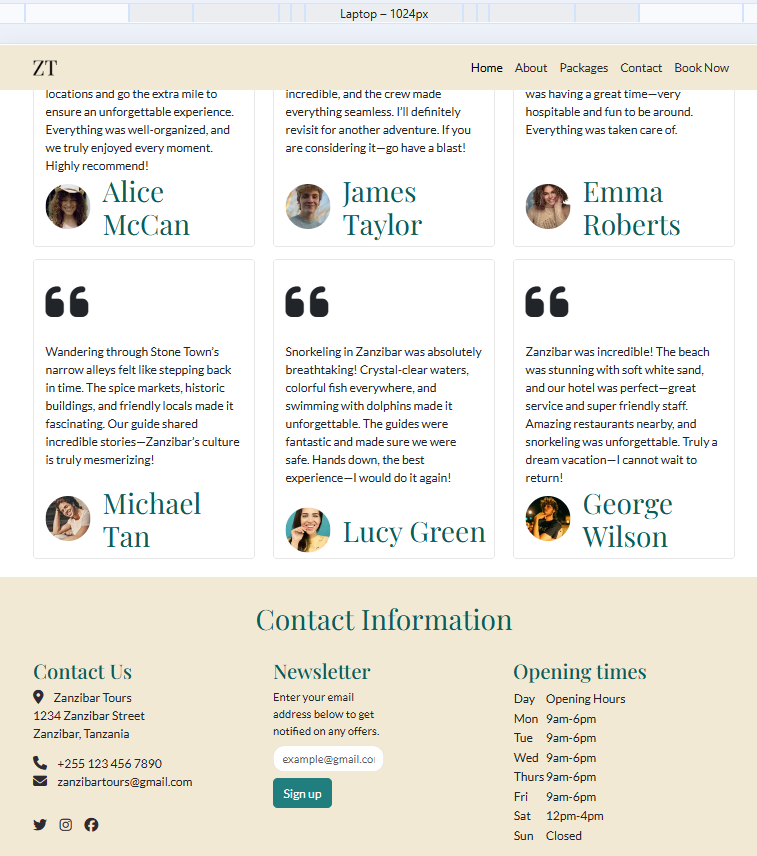 Laptop – 1024px
ZT
Home About Packages Contact Book Now
locations and go the extra mile to
ensure an unforgettable experience.
Everything was well-organized, and
we truly enjoyed every moment.
Highly recommend!
Alice
McCan
incredible, and the crew made
everything seamless. I’ll definitely
revisit for another adventure. If you
are considering it—go have a blast!
James
Taylor
was having a great time—very
hospitable and fun to be around.
Everything was taken care of.
Emma
Roberts
Wandering through Stone Town’s
narrow alleys felt like stepping back
in time. The spice markets, historic
buildings, and friendly locals made it
fascinating. Our guide shared
incredible stories—Zanzibar’s culture
is truly mesmerizing!
Michael
Tan
Snorkeling in Zanzibar was absolutely
breathtaking! Crystal-clear waters,
colorful fish everywhere, and
swimming with dolphins made it
unforgettable. The guides were
fantastic and made sure we were
safe. Hands down, the best
experience—I would do it again!
Lucy Green
Zanzibar was incredible! The beach
was stunning with soft white sand,
and our hotel was perfect—great
service and super friendly staff.
Amazing restaurants nearby, and
snorkeling was unforgettable. Truly a
dream vacation—I cannot wait to
return!
George
Wilson
Contact Information
Contact Us
Zanzibar Tours
1234 Zanzibar Street
Zanzibar, Tanzania
+255 123 456 7890
zanzibartours@gmail.com
Newsletter
Enter your email
address below to get
notified on any offers.
example@gmail.co
Sign up
Opening times
Day Opening Hours
Mon 9am-6pm
Tue 9am-6pm
Wed 9am-6pm
Thurs 9am-6pm
Fri 9am-6pm
Sat 12pm-4pm
Sun Closed